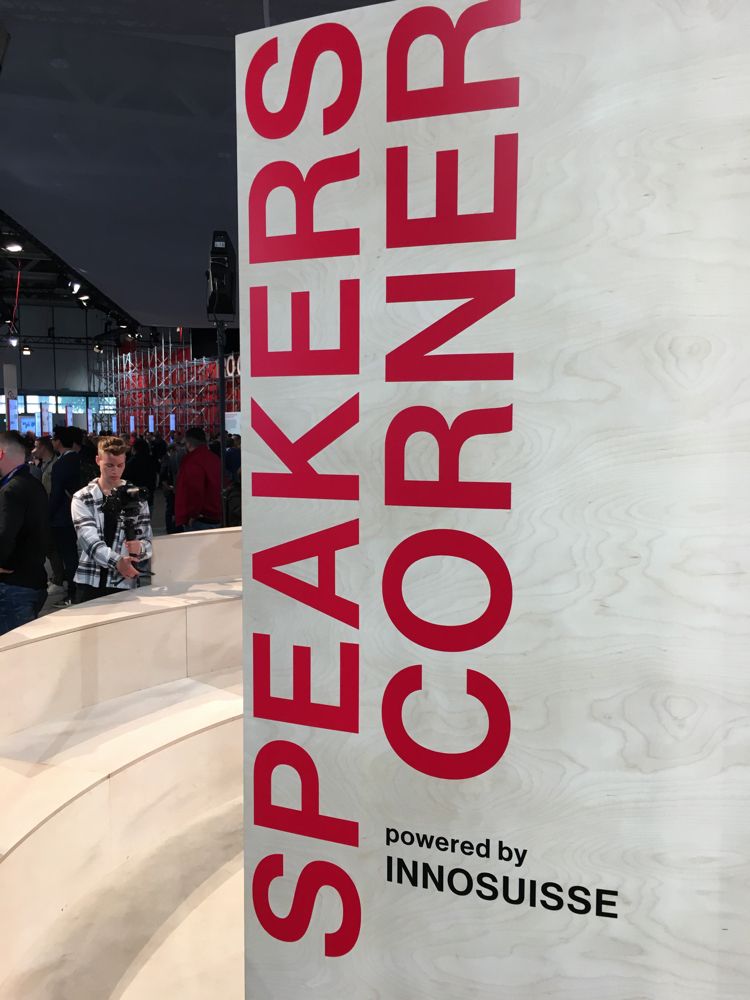 SPEAKERS
CORNER
powered by
INNOSUISSE